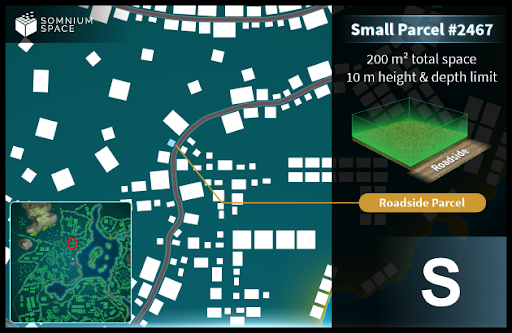 SOMNIUM
SPACE
Small Parcel #2467
200 m² total space
10 m height & depth limit
Roadside
Roadside Parcel
S